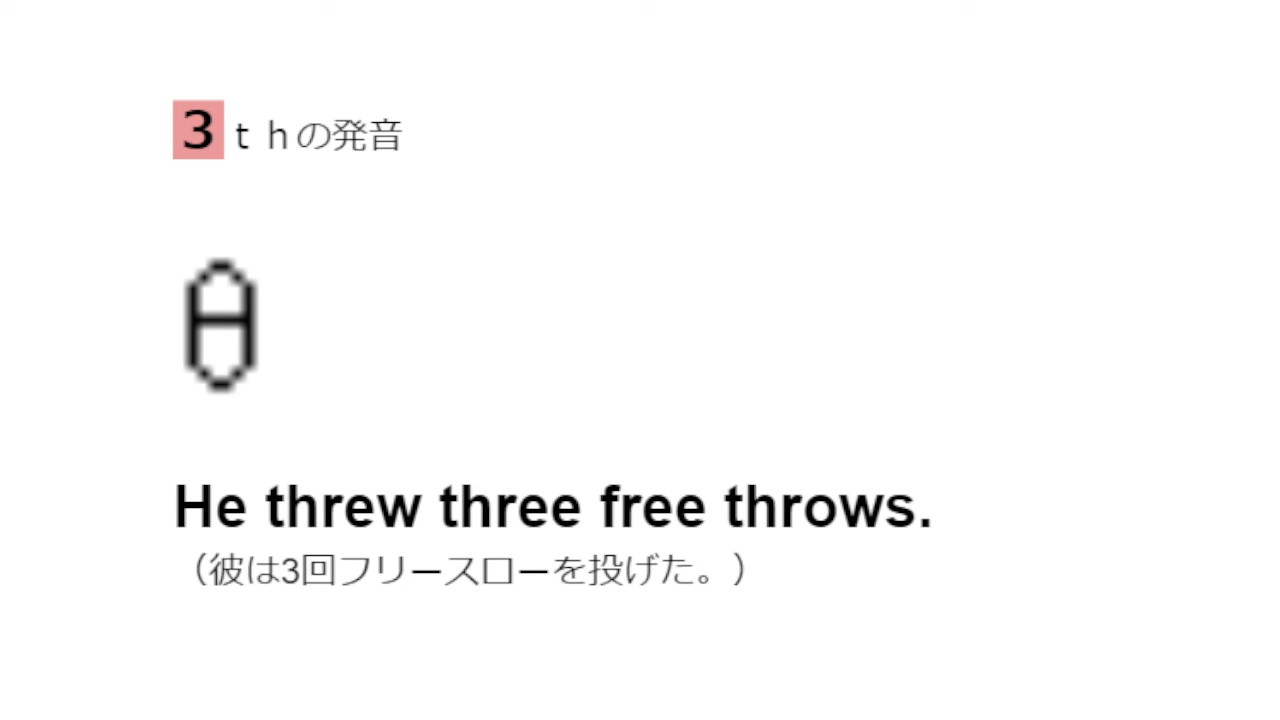 3 ｔｈの発音
θ
He threw three free throws.
（彼は3回フリースローを投げた。）